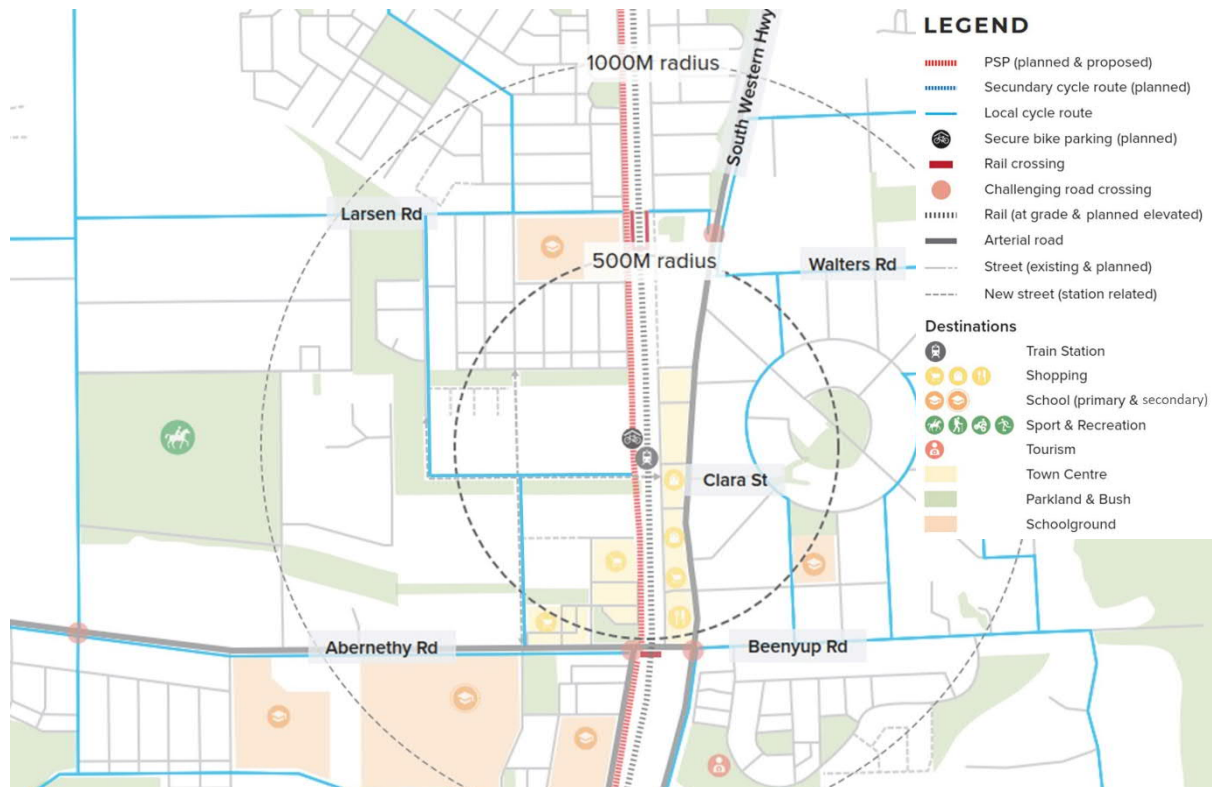 1000M radius
South Western Hwy
Larsen Rd
500M radius
Walters Rd
Clara St
Abernethy Rd
Beenyup Rd
LEGEND
PSP (planned & proposed)
Secundary cycle route (planned)
Local cycle route
Secure bike parking (planned)
Rail crossing
Challenging road crossing
Rail (at grade & planned elevated)
Arterial road
Street (existing & planned)
New street (station related)
Destinations
Train Station
Shopping
School (primary & secondary)
Sport & Recreation
Tourism
Town Centre
Parkland & Bush
Schoolground